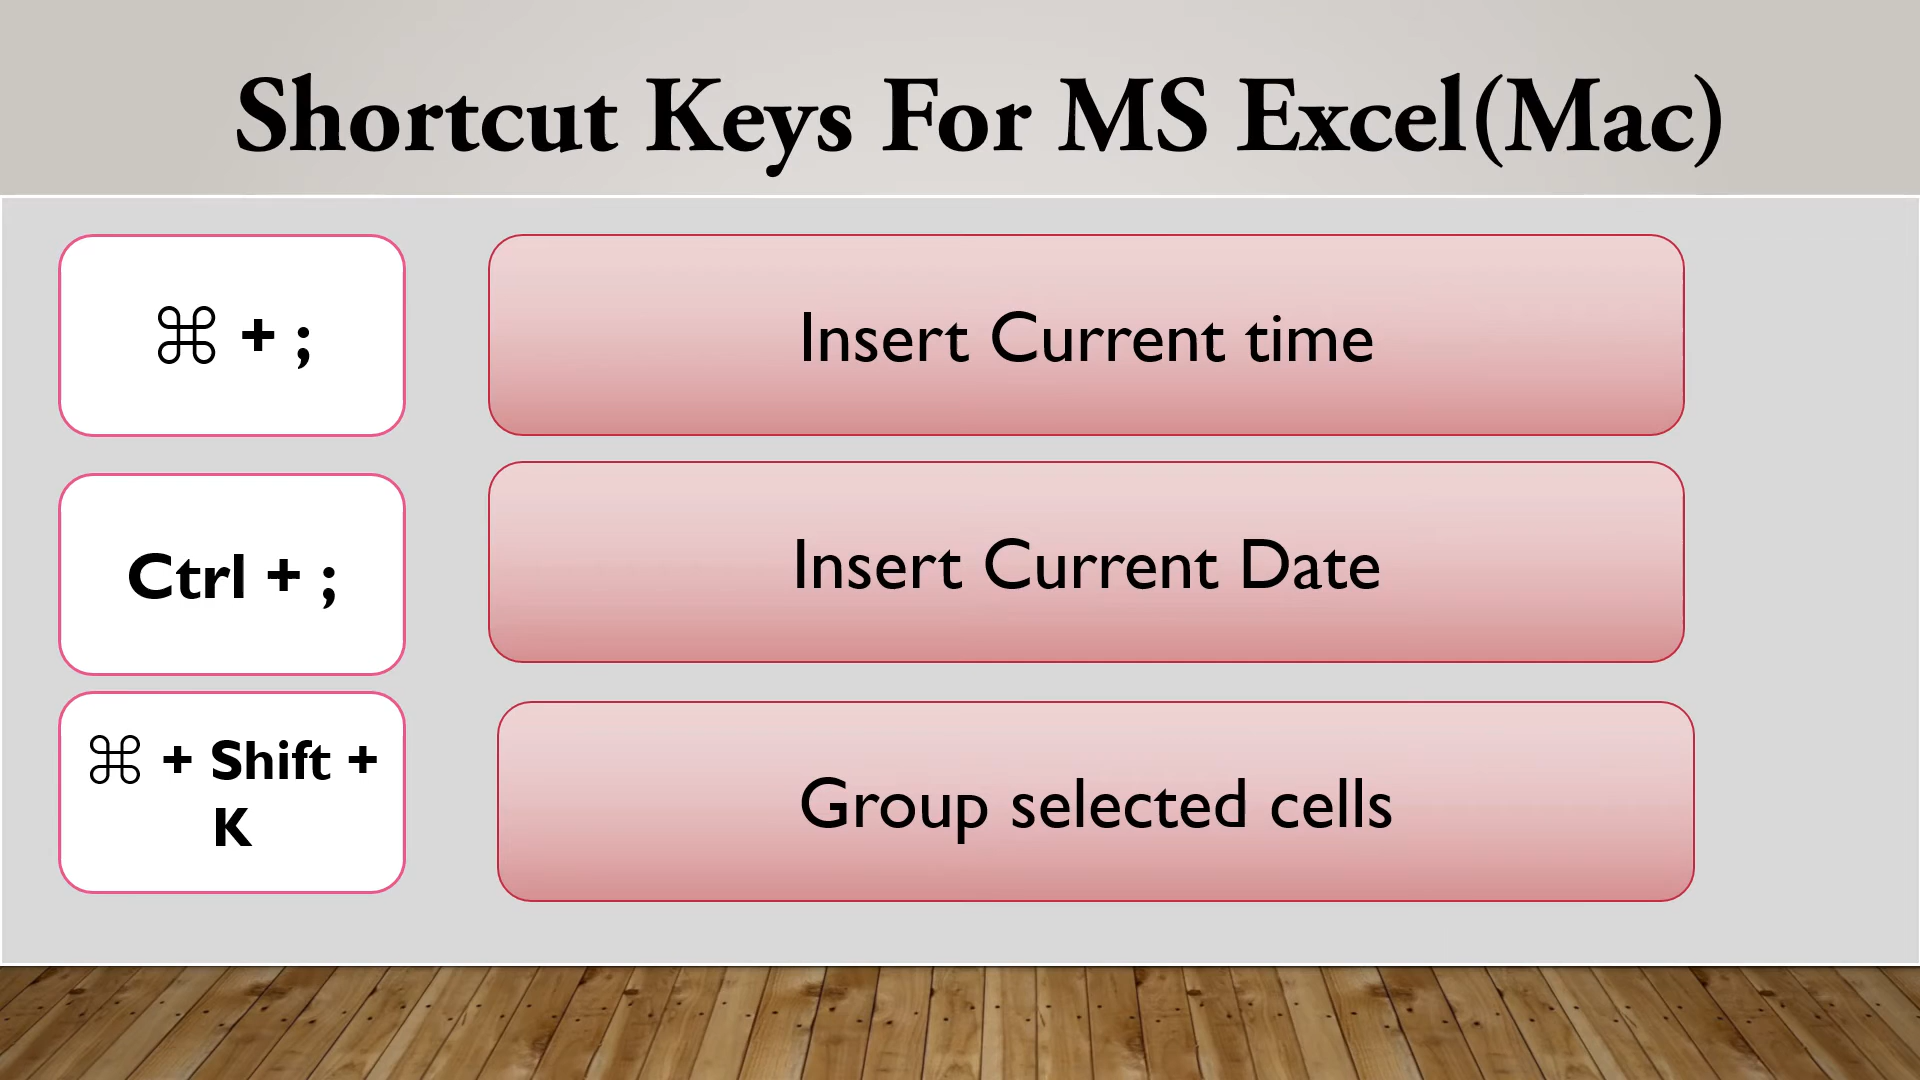 Shortcut Keys For MS Excel(Mac)
⌘ + ;
Insert Current time
Ctrl + ;
Insert Current Date
⌘ + Shift +
K
Group selected cells